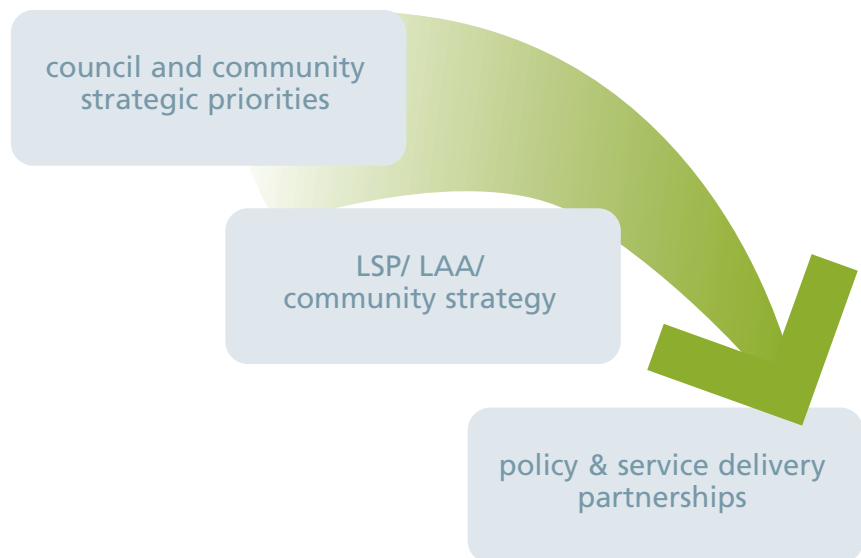 council and community
strategic priorities
LSP/ LAA/
community strategy
policy & service delivery
partnerships